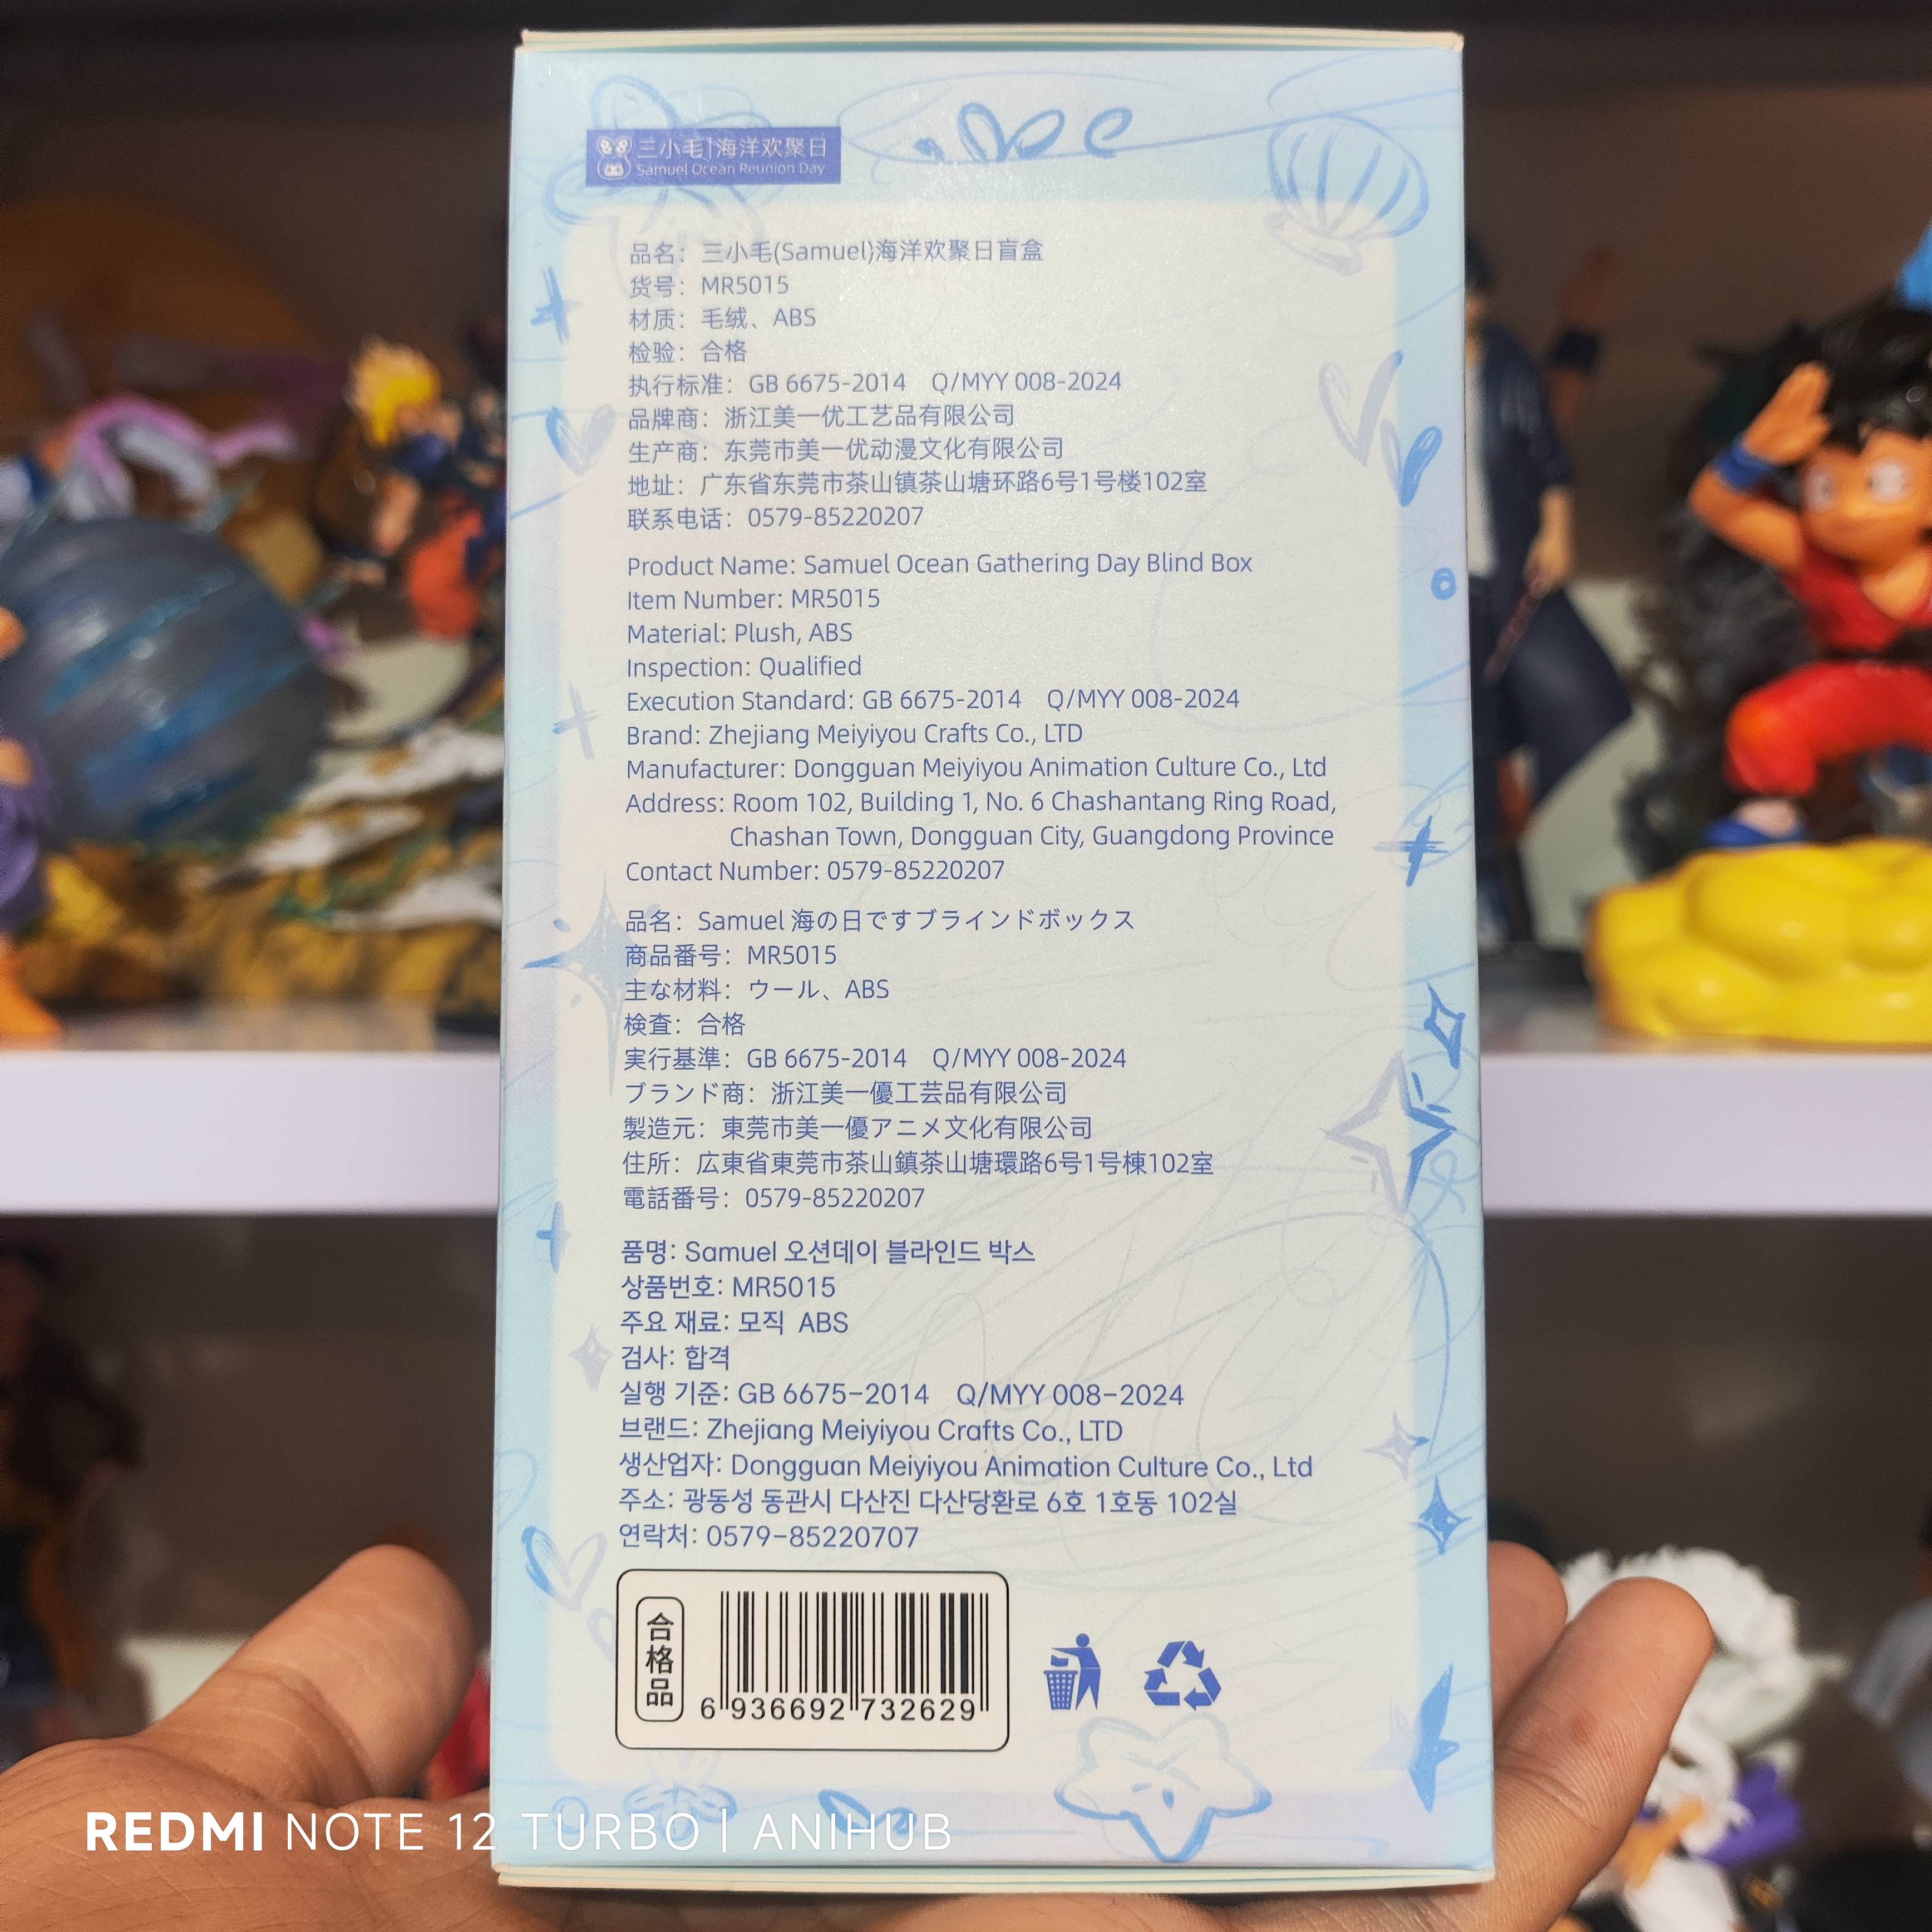 三小毛|海洋欢聚日
Samuel Ocean Reunion Day
品名：三小毛(Samuel)海洋欢聚日盲盒
货号：MR5015
材质：毛绒、ABS
检验：合格
执行标准：GB 6675-2014 Q/MYY 008-2024
品牌商：浙江美一优工艺品有限公司
生产商：东莞市美一优动漫文化有限公司
地址：广东省东莞市茶山镇茶山塘环路6号1号楼102室
联系电话：0579-85220207
Product Name: Samuel Ocean Gathering Day Blind Box
Item Number: MR5015
Material: Plush, ABS
Inspection: Qualified
Execution Standard: GB 6675-2014 Q/MYY 008-2024
Brand: Zhejiang Meiyiyou Crafts Co., LTD
Manufacturer: Dongguan Meiyiyou Animation Culture Co., Ltd
Address: Room 102, Building 1, No. 6 Chashantang Ring Road,
Chashan Town, Dongguan City, Guangdong Province
Contact Number: 0579-85220207
品名：Samuel 海の日ですブラインドボックス
商品番号：MR5015
主な材料：ウール、ABS
検査：合格
実行基準：GB 6675-2014 Q/MYY 008-2024
ブランド商：浙江美一優工芸品有限公司
製造元：東莞市美一優アニメ文化有限公司
住所：広東省東莞市茶山鎮茶山塘環路6号1号棟102室
電話番号：0579-85220207
품명: Samuel 오션데이 블라인드 박스
상품번호: MR5015
주요 재료: 모직 ABS
검사: 합격
실행 기준: GB 6675-2014 Q/MYY 008-2024
브랜드: Zhejiang Meiyiyou Crafts Co., LTD
생산업자: Dongguan Meiyiyou Animation Culture Co., Ltd
주소: 광동성 동관시 다산진 다산당환로 6호 1호동 102실
연락처: 0579-85220707
合格品
6 936692 732629
REDMI NOTE 12 TURBO | ANIHUB